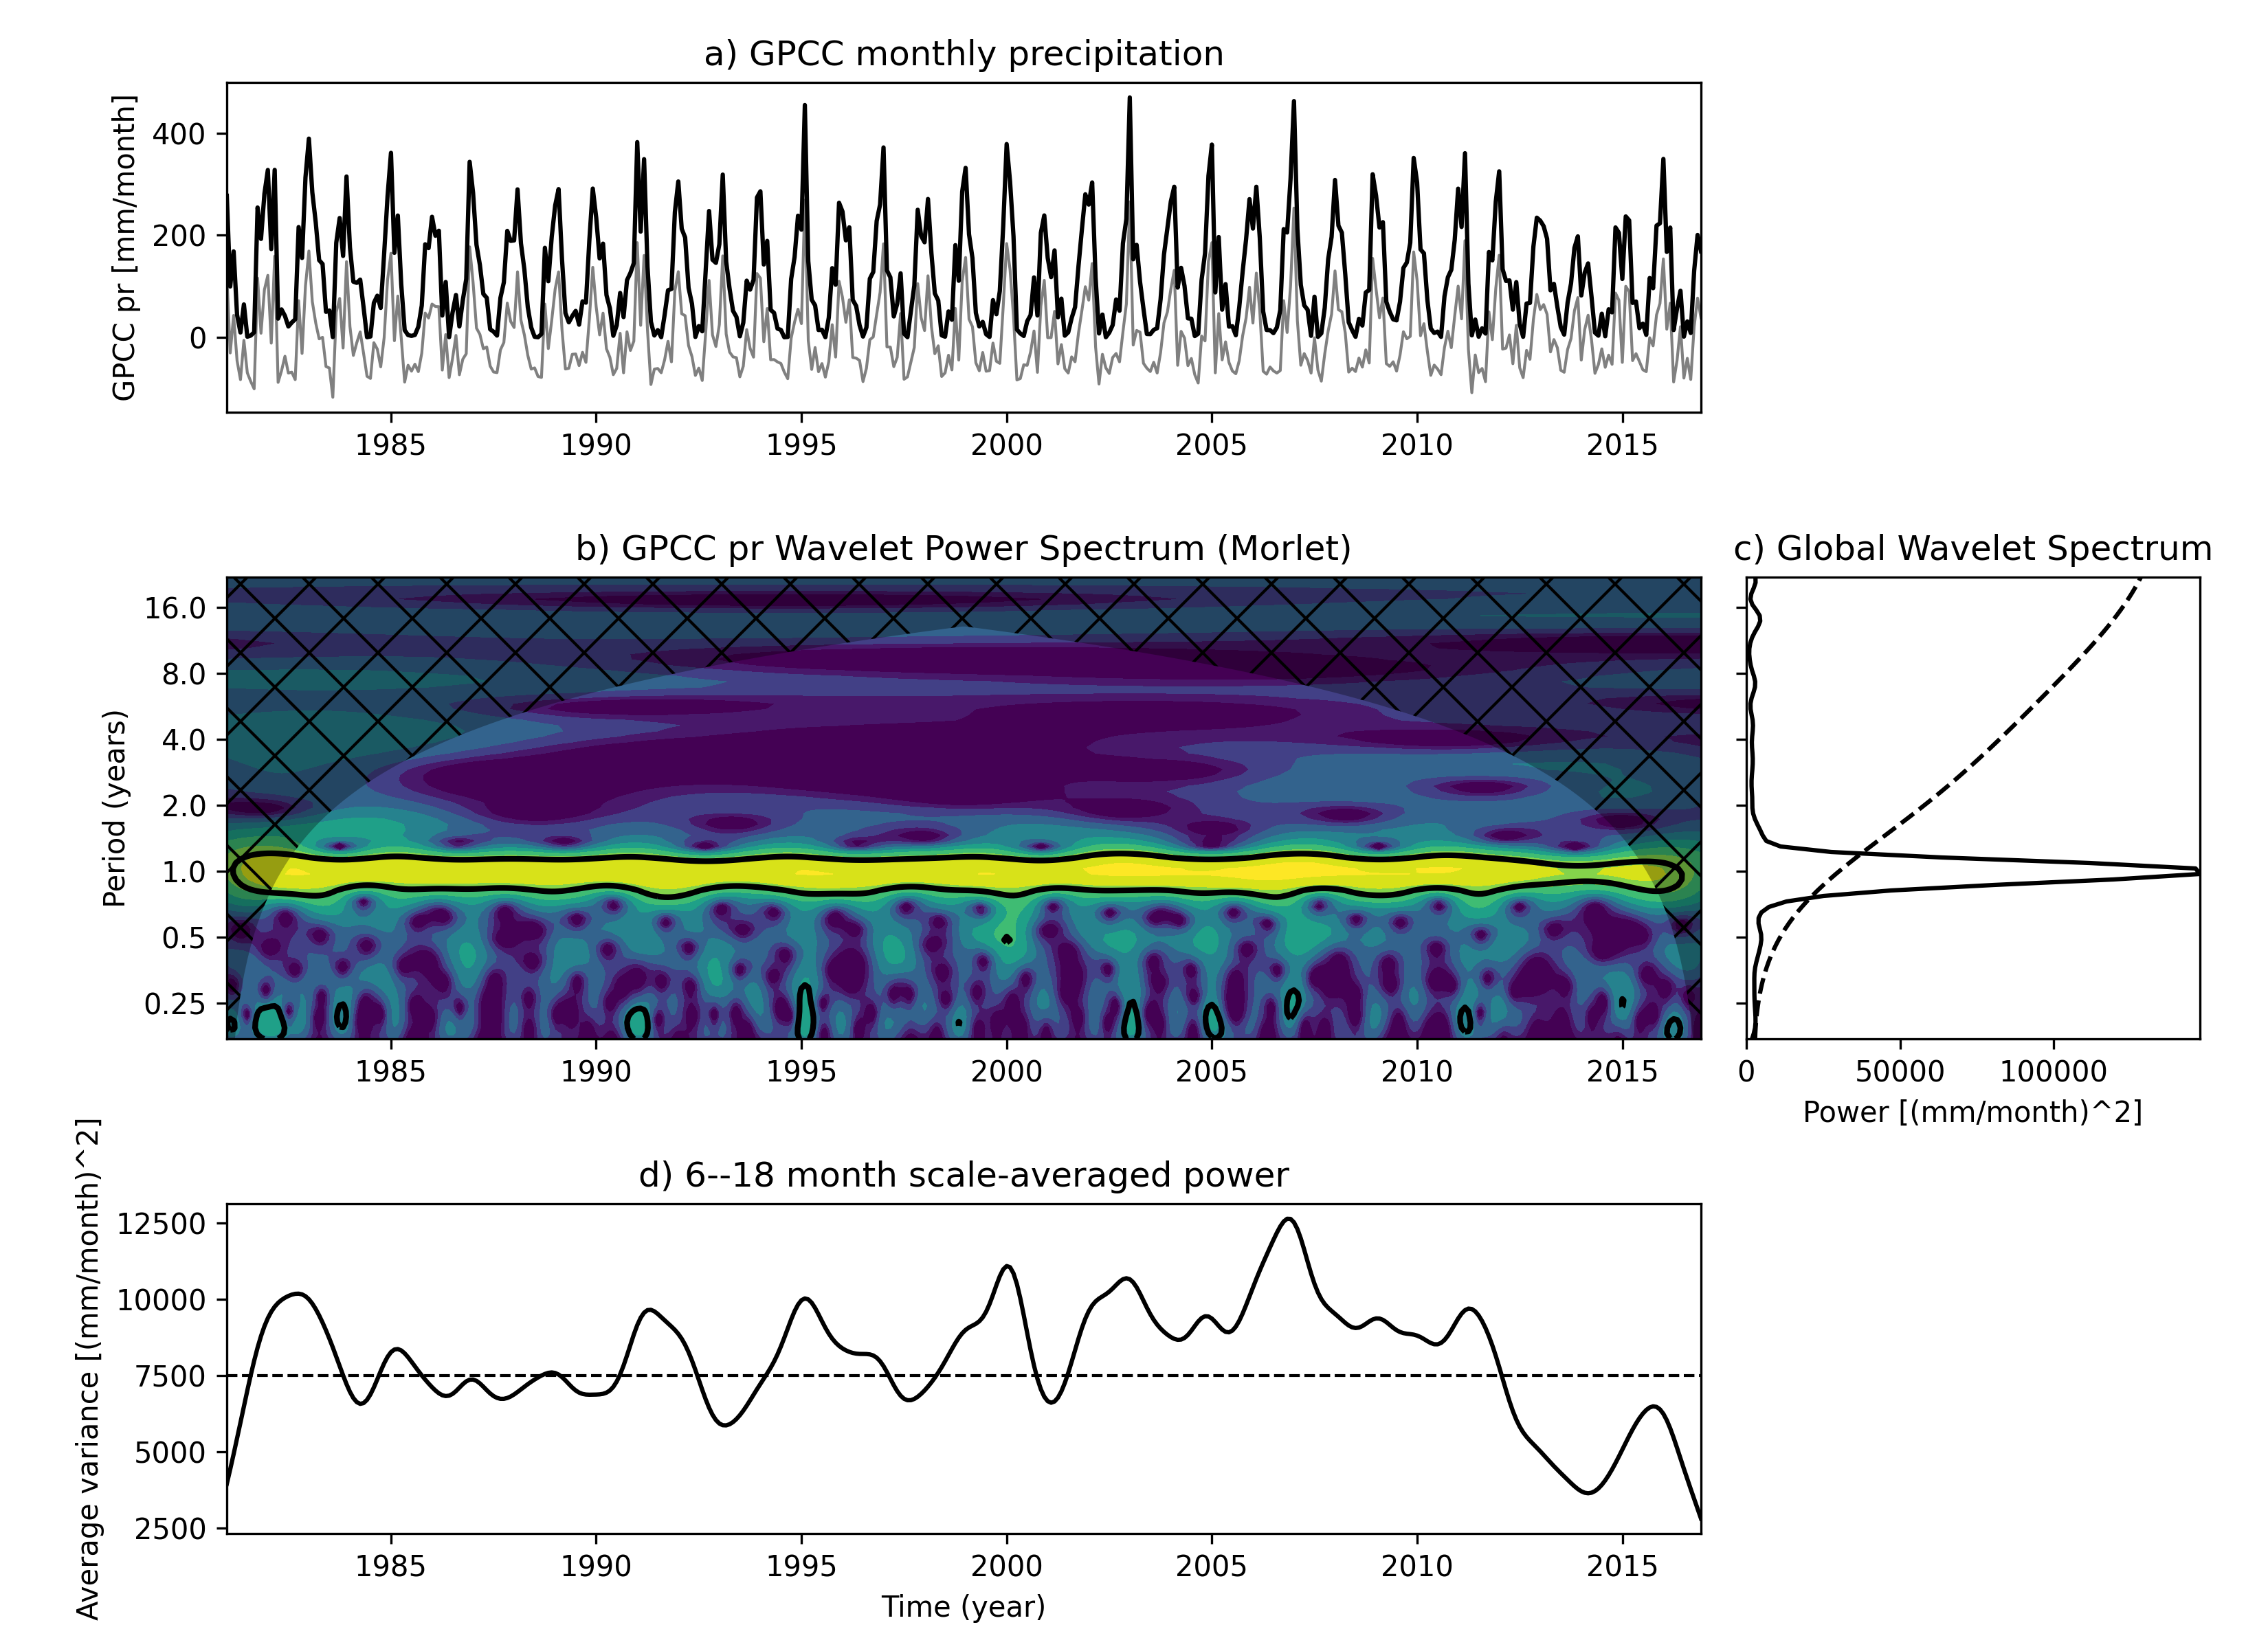 a) GPCC monthly precipitation
GPCC pr [mm/month]
400
200
0
1985 1990 1995 2000 2005 2010 2015
b) GPCC pr Wavelet Power Spectrum (Morlet)
Period (years)
16.0
8.0
4.0
2.0
1.0
0.5
0.25
1985 1990 1995 2000 2005 2010 2015
c) Global Wavelet Spectrum
0 50000 100000
Power [(mm/month)^2]
d) 6--18 month scale-averaged power
Average variance [(mm/month)^2]
12500
10000
7500
5000
2500
1985 1990 1995 2000 2005 2010 2015
Time (year)